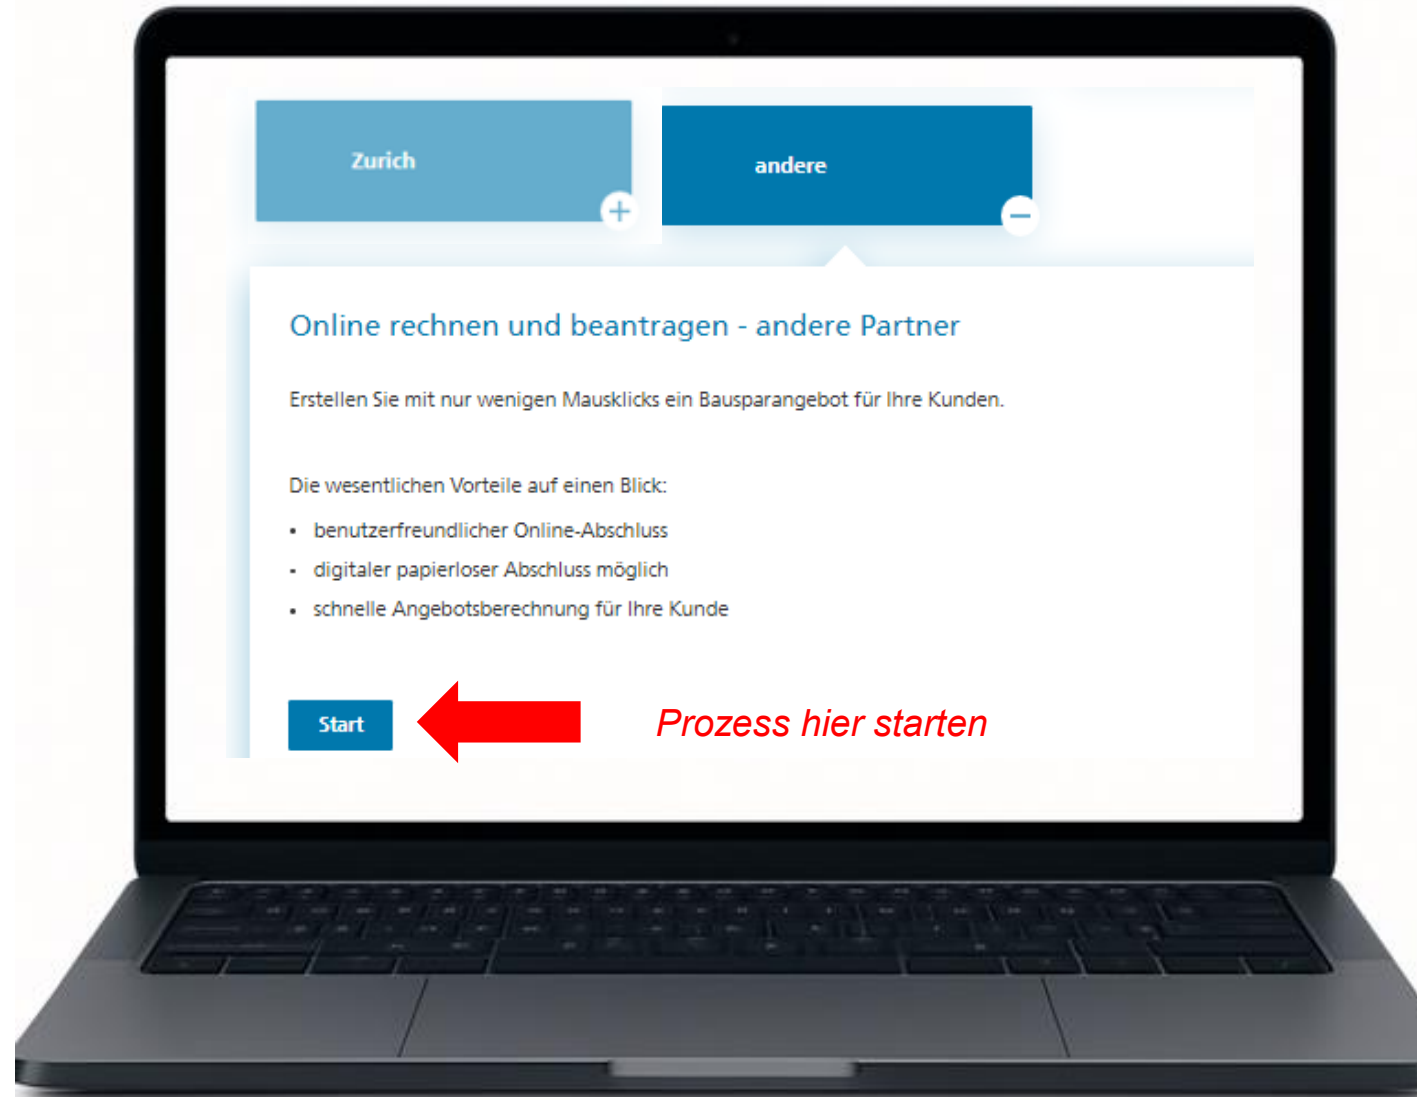 Zurich
andere
Online rechnen und beantragen - andere Partner
Erstellen Sie mit nur wenigen Mausklicks ein Bausparangebot für Ihre Kunden.
Die wesentlichen Vorteile auf einen Blick:
• benutzerfreundlicher Online-Abschluss
• digitaler papierloser Abschluss möglich
• schnelle Angebotsberechnung für Ihre Kunde
Start
Prozess hier starten